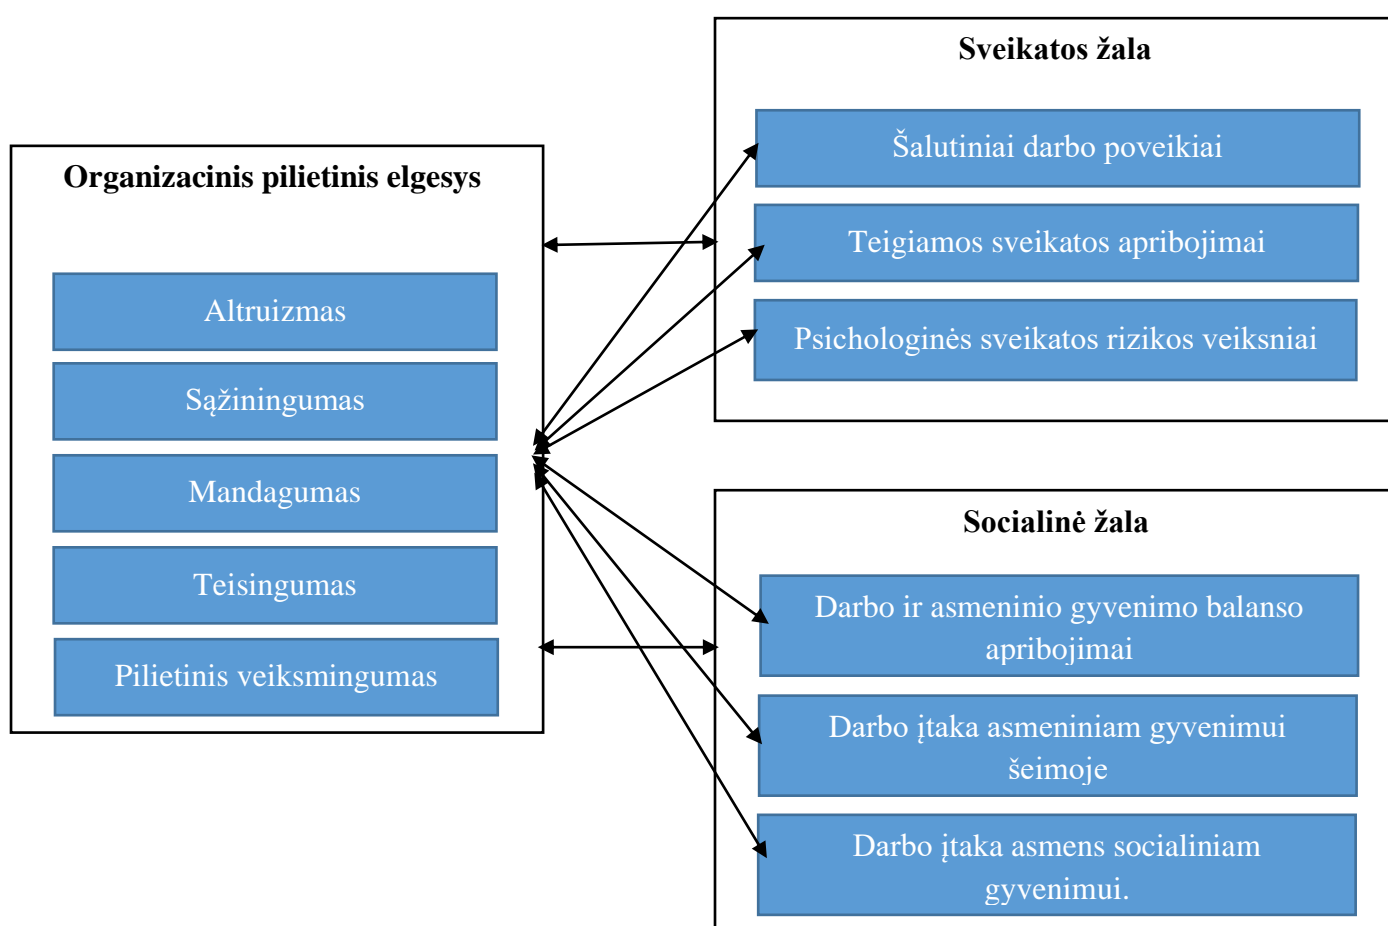 Organizacinis pilietinis elgesys
Altruizmas
Sąžiningumas
Mandagumas
Teisingumas
Pilietinis veiksmingumas
Sveikatos žala
Šalutiniai darbo poveikiai
Teigiamos sveikatos apribojimai
Psichologinės sveikatos rizikos veiksniai
Socialinė žala
Darbo ir asmeninio gyvenimo balanso
apribojimai
Darbo įtaka asmeniniam gyvenimui
šeimoje
Darbo įtaka asmens socialiniam
gyvenimui.